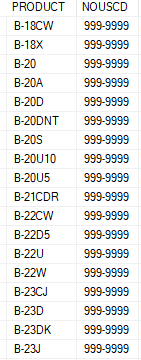 PRODUCT NOUSCD
B-18CW 999-9999
B-18X 999-9999
B-20 999-9999
B-20A 999-9999
B-20D 999-9999
B-20DNT 999-9999
B-20S 999-9999
B-20U10 999-9999
B-20U5 999-9999
B-21CDR 999-9999
B-22CW 999-9999
B-22D5 999-9999
B-22U 999-9999
B-22W 999-9999
B-23CJ 999-9999
B-23D 999-9999
B-23DK 999-9999
B-23J 999-9999